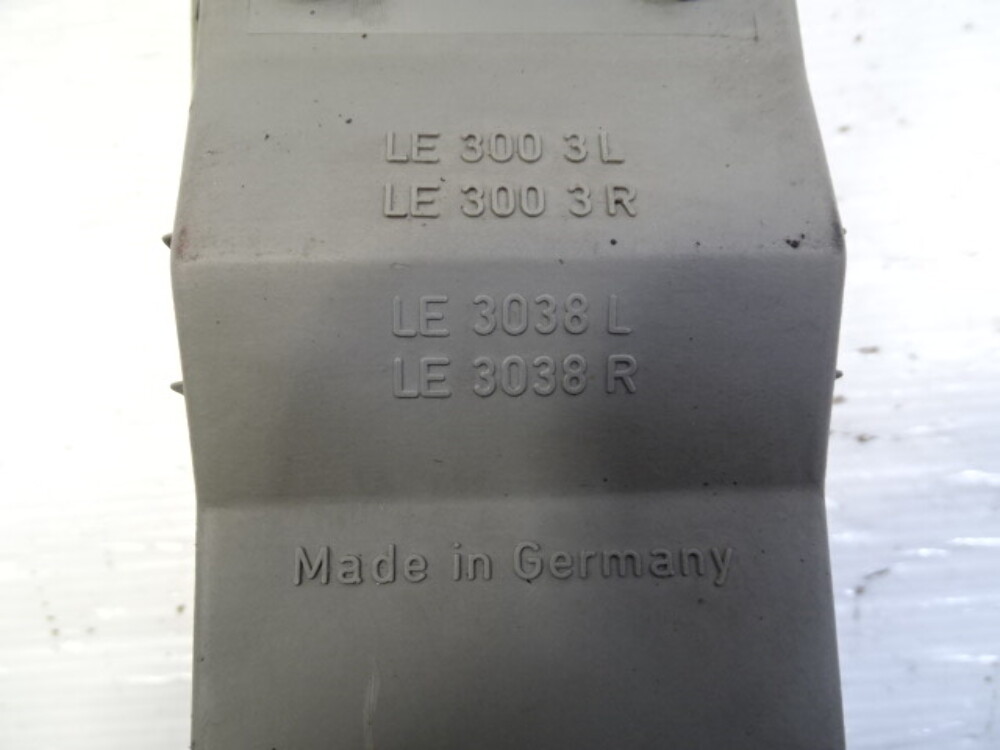 LE 300 3 L
LE 300 3 R
LE 3038 L
LE 3038 R
Made in Germany